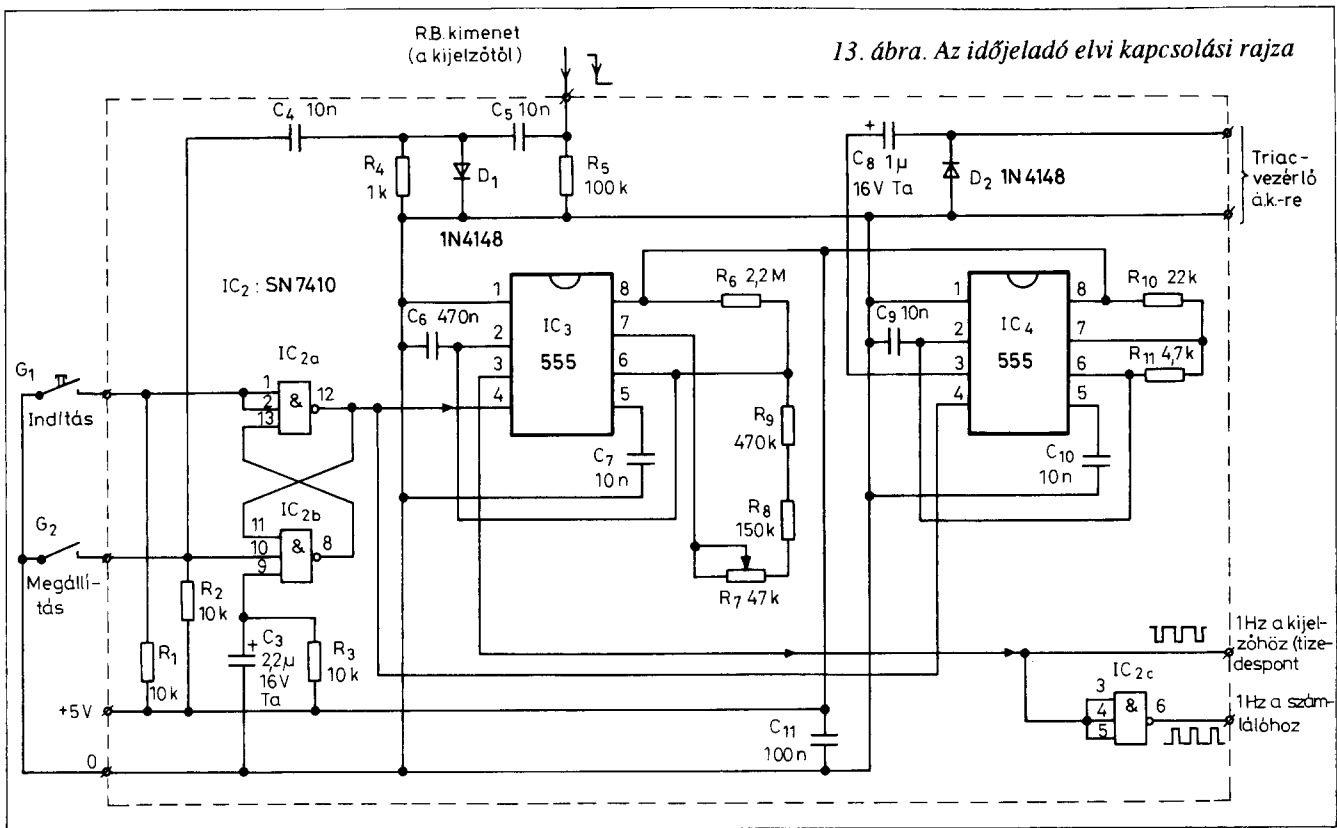 R.B. kimenet
(a kijelzőtől)
13. ábra. Az időjeladó elvi kapcsolási rajza
C4 10n
C5 10n
R4
1k
D1
1N4148
R5
100k
+
C8 1μ
16V Ta
D2 1N4148
Triac-
vezérlő
á.k.-re
IC2 : SN7410
C6 470n
1
2
3
4
IC3
555
8
7
6
5
R6 2,2M
R9
470k
R8
150k
R7 47k
C7
10n
C9 10n
1
2
3
4
IC4
555
8
7
6
5
R10 22k
R11 4,7k
C10
10n
G1
Indítás
IC2a
1
2
13
&
12
IC2b
11
10
9
&
8
G2
Megállí-
tás
R1
10k
R2
10k
+
C3
2,2μ
16V
Ta
R3
10k
+5V
0
C11
100n
1Hz a kijel-
zőhöz (tize-
despont
IC2c
3
4
5
&
6
1Hz a szám-
lálóhoz